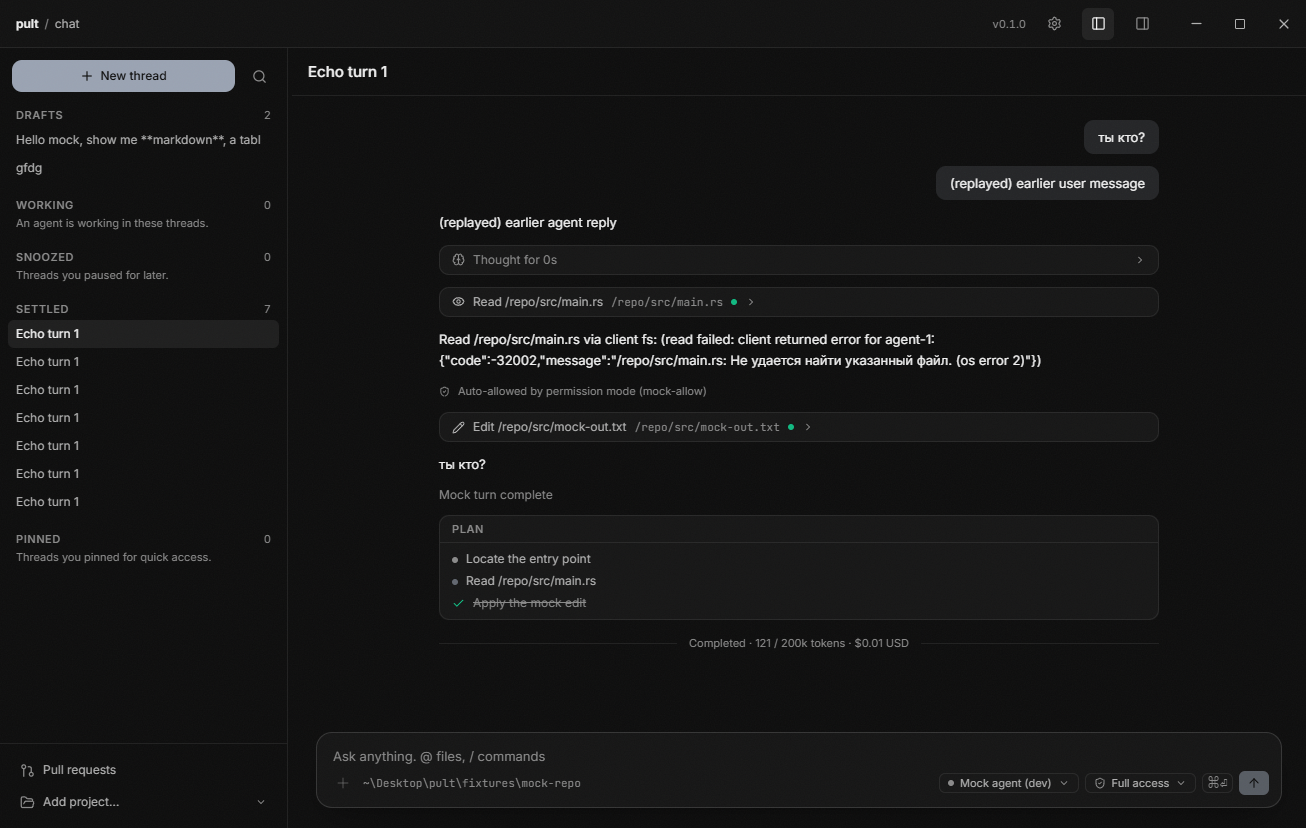 pult / chat
v0.1.0
New thread
DRAFTS 2
Hello mock, show me **markdown**, a tabl
gfdg
WORKING 0
An agent is working in these threads.
SNOOZED 0
Threads you paused for later.
SETTLED 7
Echo turn 1
Echo turn 1
Echo turn 1
Echo turn 1
Echo turn 1
Echo turn 1
Echo turn 1
PINNED 0
Threads you pinned for quick access.
Pull requests
Add project...
Echo turn 1
ты кто?
(replayed) earlier user message
(replayed) earlier agent reply
Thought for 0s
Read /repo/src/main.rs /repo/src/main.rs
Read /repo/src/main.rs via client fs: (read failed: client returned error for agent-1:
{"code":-32002,"message":"/repo/src/main.rs: Не удается найти указанный файл. (os error 2)"})
Auto-allowed by permission mode (mock-allow)
Edit /repo/src/mock-out.txt /repo/src/mock-out.txt
ты кто?
Mock turn complete
PLAN
Locate the entry point
Read /repo/src/main.rs
Apply the mock edit
Completed · 121 / 200k tokens · $0.01 USD
Ask anything. @ files, / commands
~\Desktop\pult\fixtures\mock-repo
Mock agent (dev)
Full access
⌘⏎